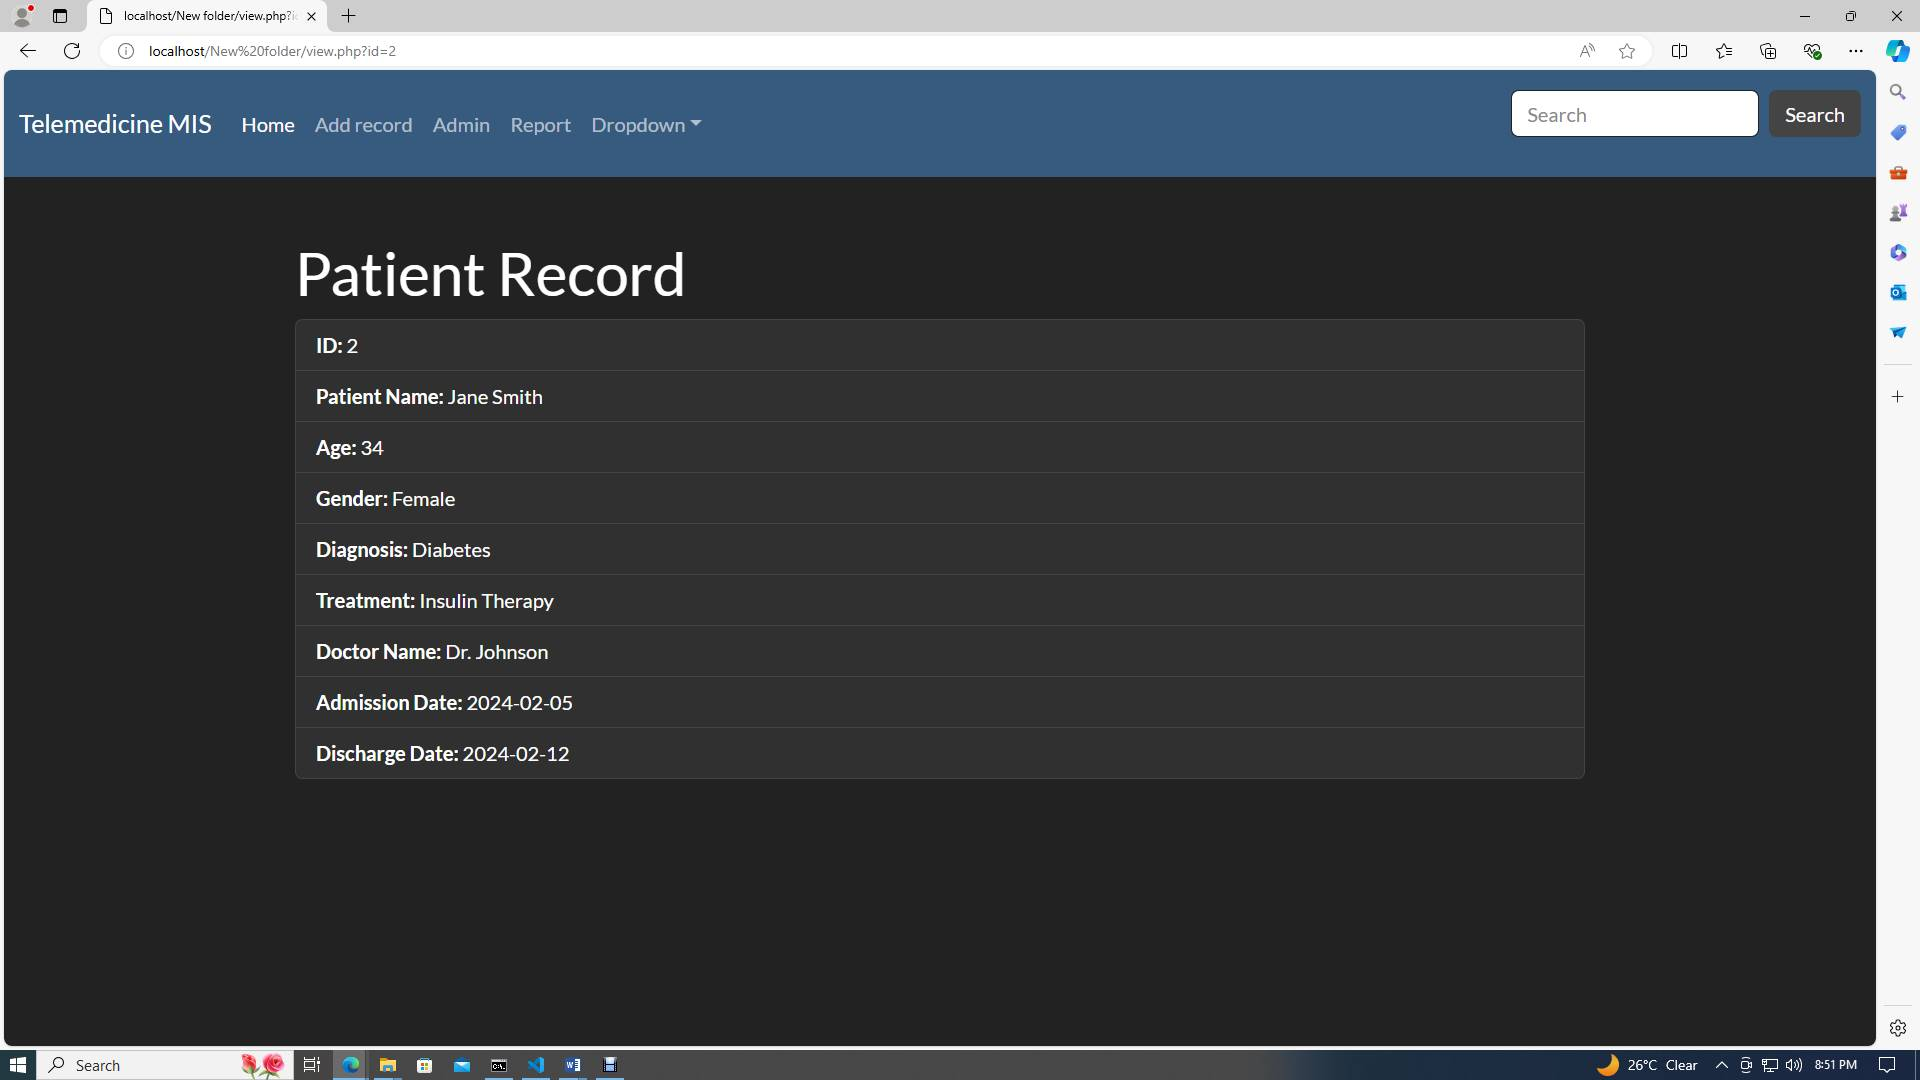 localhost/New folder/view.php?i
localhost/New%20folder/view.php?id=2
Telemedicine MIS
Home
Add record
Admin
Report
Dropdown
Search
Search
Patient Record
ID: 2
Patient Name: Jane Smith
Age: 34
Gender: Female
Diagnosis: Diabetes
Treatment: Insulin Therapy
Doctor Name: Dr. Johnson
Admission Date: 2024-02-05
Discharge Date: 2024-02-12
Search
26°C Clear
8:51 PM